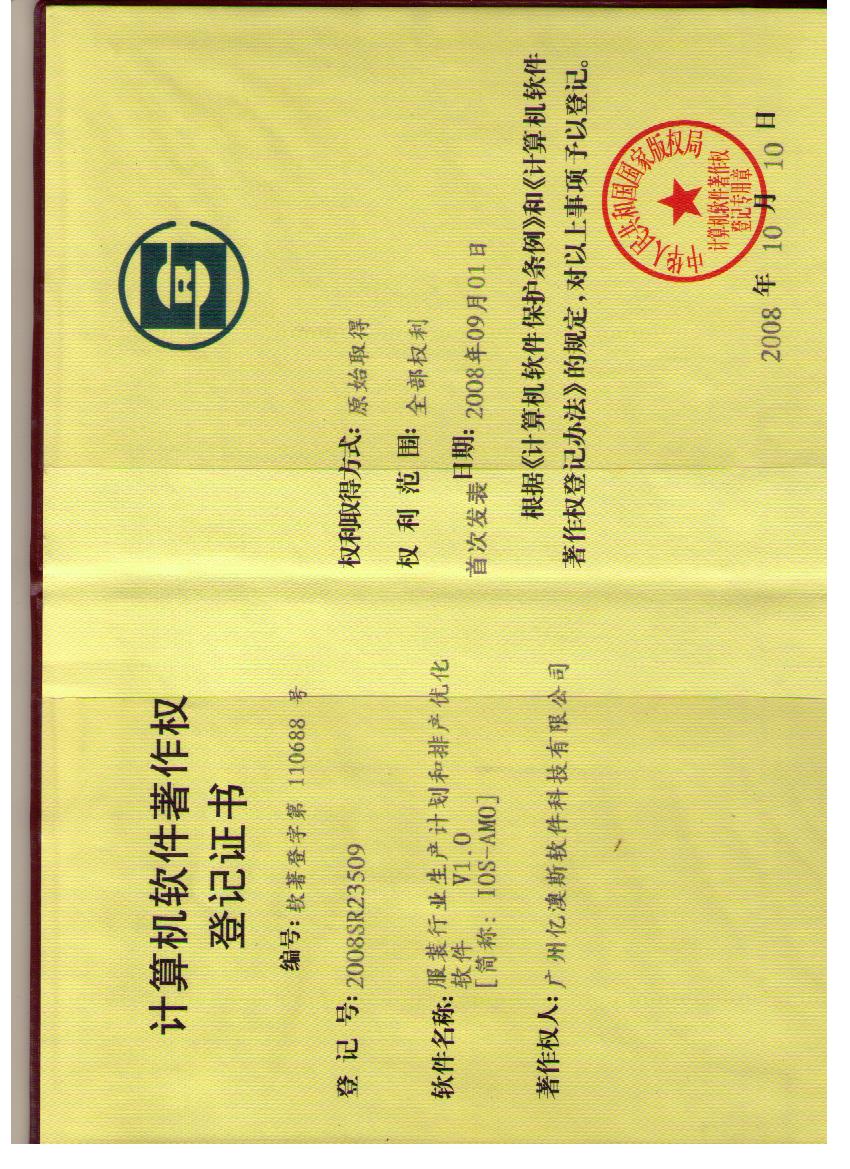 计算机软件著作权
登记证书
编号：软著登字第 110688 号
登 记 号：2008SR23509
软件名称：服装行业生产计划和排产优化
软件 V1.0
[简称：IOS-AMO]
著作权人：广州亿澳斯软件科技有限公司
SR
权利取得方式：原始取得
权 利 范 围：全部权利
首次发表日期：2008年09月01日
根据《计算机软件保护条例》和《计算机软件
著作权登记办法》的规定，对以上事项予以登记。
中华人民共和国国家版权局
计算机软件著作权
登记专用章
2008 年 10 月 10 日